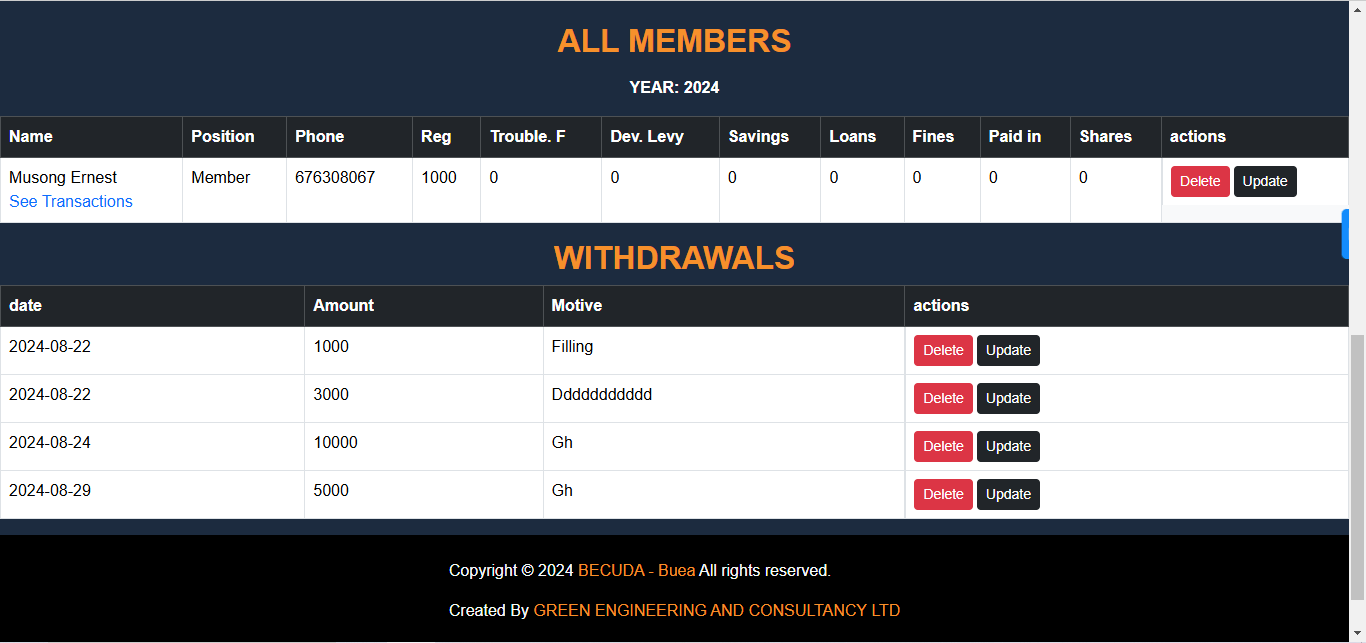 ALL MEMBERS
YEAR: 2024
Name Position Phone Reg Trouble. F Dev. Levy Savings Loans Fines Paid in Shares actions
Musong Ernest Member 676308067 1000 0 0 0 0 0 0 0 Delete Update
See Transactions
WITHDRAWALS
date Amount Motive actions
2024-08-22 1000 Filling Delete Update
2024-08-22 3000 Ddddddddddd Delete Update
2024-08-24 10000 Gh Delete Update
2024-08-29 5000 Gh Delete Update
Copyright © 2024 BECUDA - Buea All rights reserved.
Created By GREEN ENGINEERING AND CONSULTANCY LTD